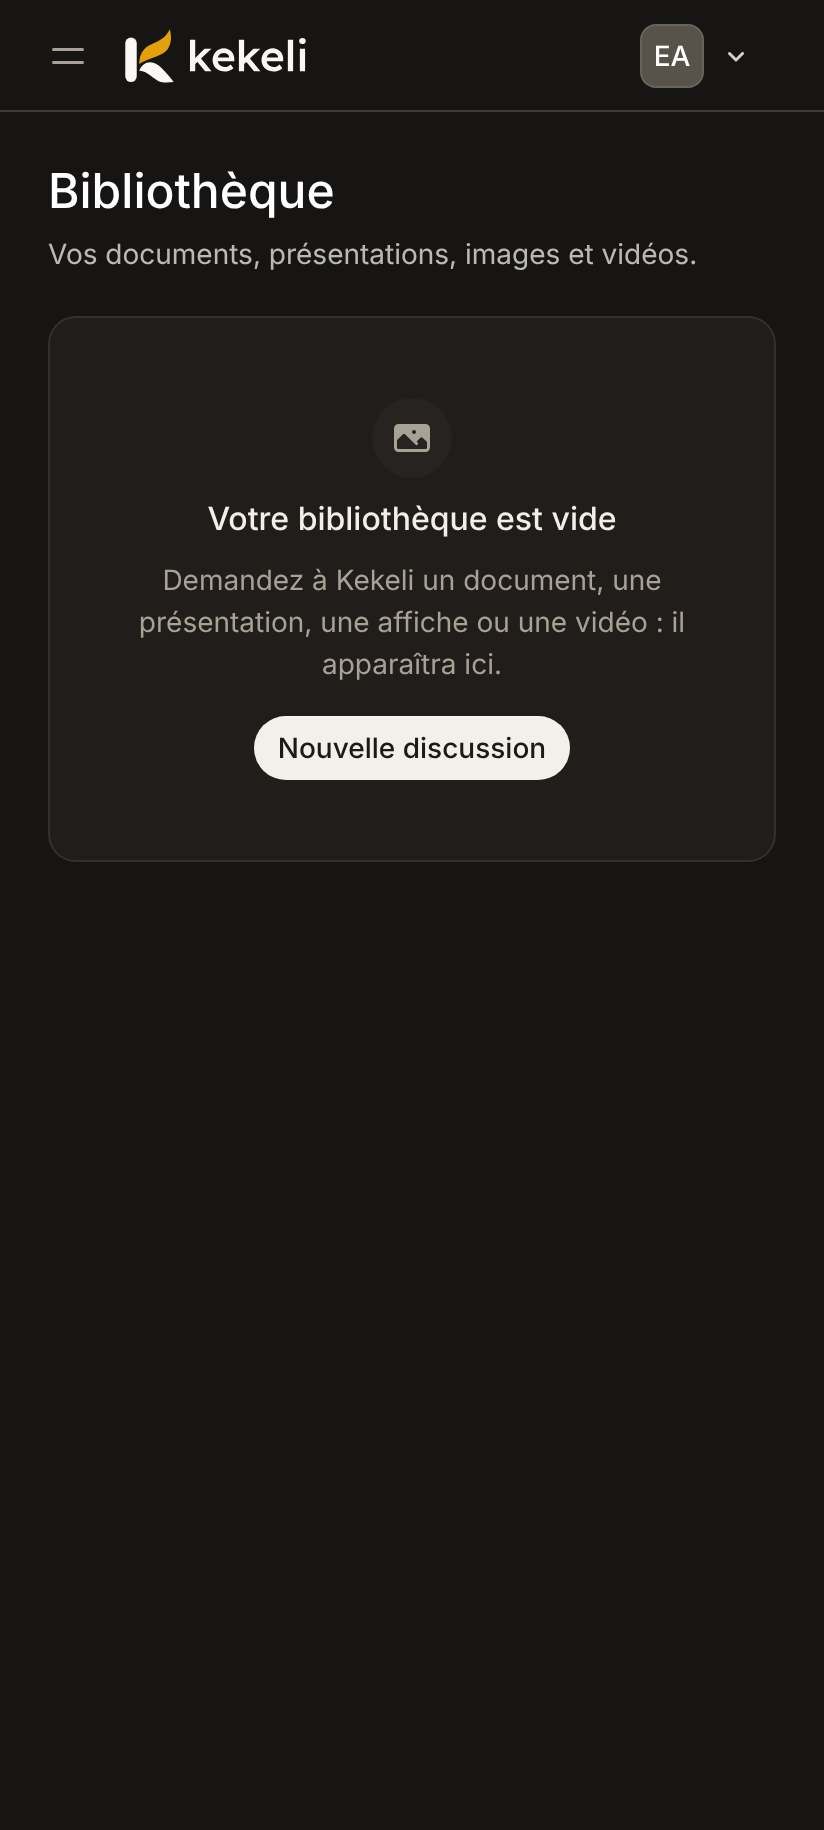 kekeli
EA
Bibliothèque
Vos documents, présentations, images et vidéos.
Votre bibliothèque est vide
Demandez à Kekeli un document, une
présentation, une affiche ou une vidéo : il
apparaîtra ici.
Nouvelle discussion